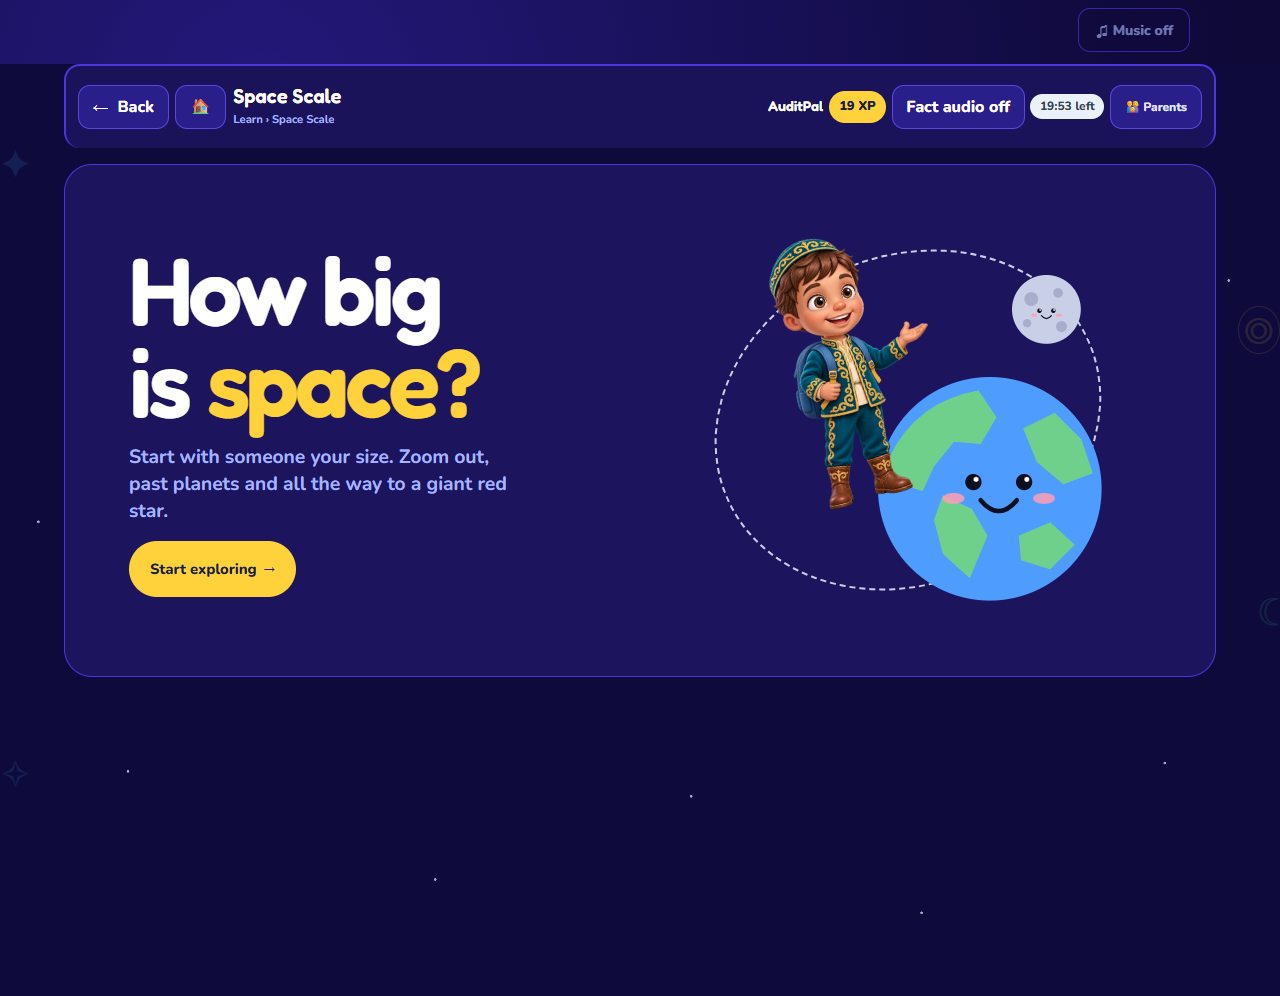 ♫ Music off
← Back
Space Scale
Learn › Space Scale
AuditPal
19 XP
Fact audio off
19:53 left
Parents
How big
is space?
Start with someone your size. Zoom out,
past planets and all the way to a giant red
star.
Start exploring →